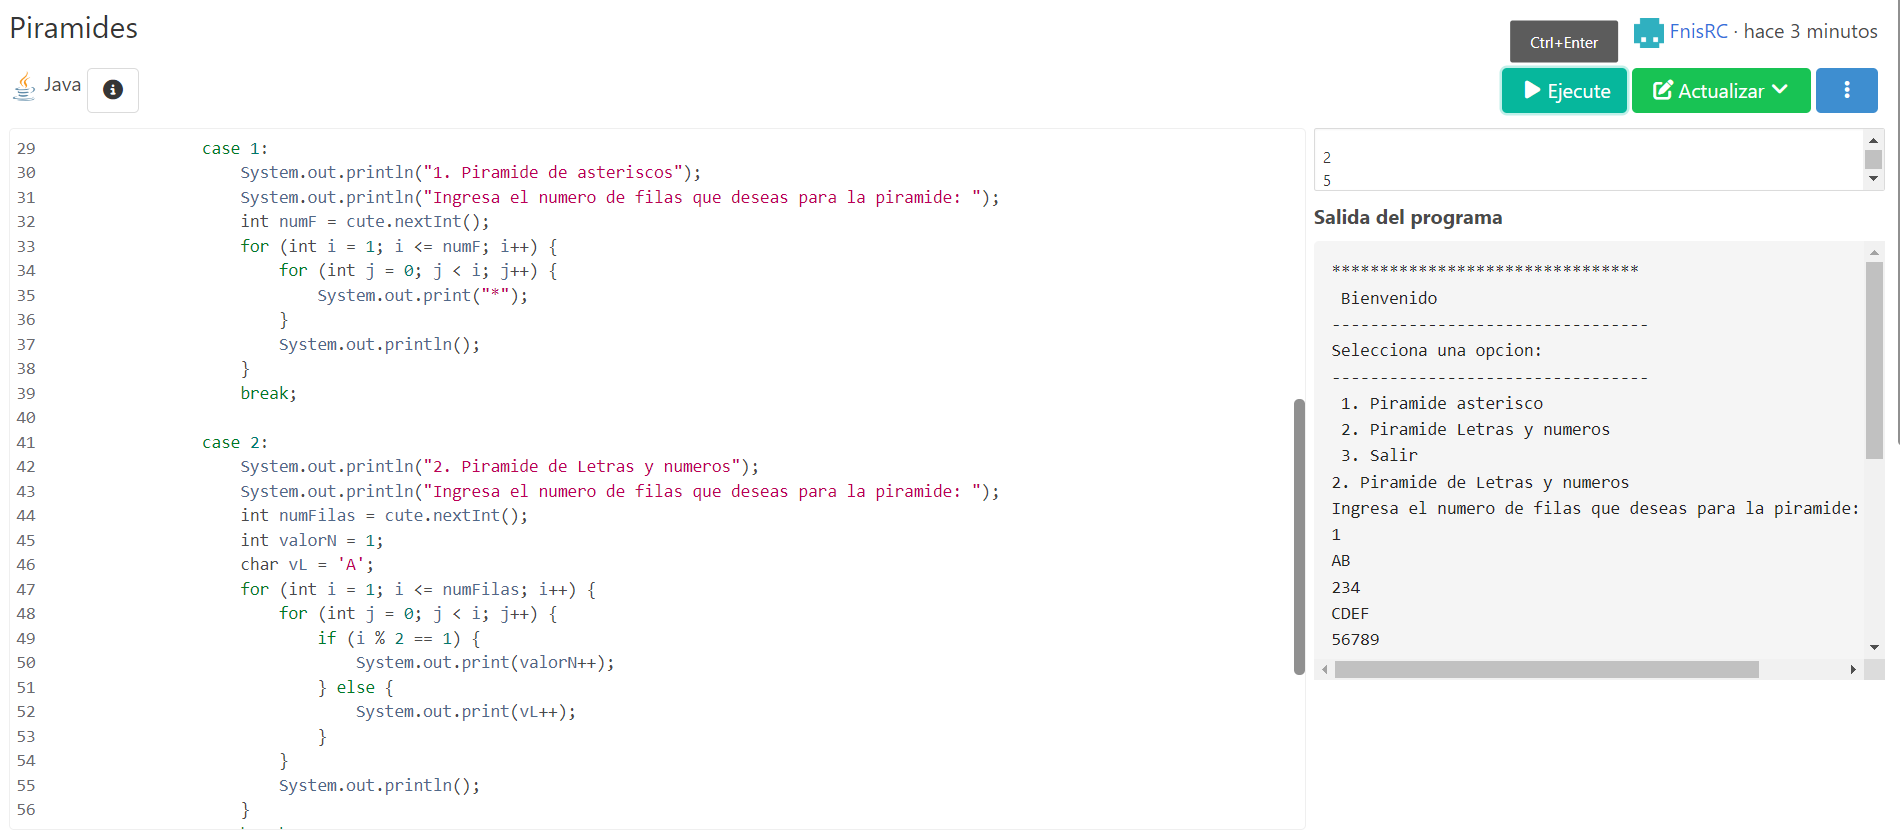 Piramides
Ctrl+Enter
FnisRC · hace 3 minutos
Java
Ejecute
Actualizar
29 case 1:
30 System.out.println("1. Piramide de asteriscos");
31 System.out.println("Ingresa el numero de filas que deseas para la piramide: ");
32 int numF = cute.nextInt();
33 for (int i = 1; i <= numF; i++) {
34 for (int j = 0; j < i; j++) {
35 System.out.print("*");
36 }
37 System.out.println();
38 }
39 break;
40
41 case 2:
42 System.out.println("2. Piramide de Letras y numeros");
43 System.out.println("Ingresa el numero de filas que deseas para la piramide: ");
44 int numFilas = cute.nextInt();
45 int valorN = 1;
46 char vL = 'A';
47 for (int i = 1; i <= numFilas; i++) {
48 for (int j = 0; j < i; j++) {
49 if (i % 2 == 1) {
50 System.out.print(valorN++);
51 } else {
52 System.out.print(vL++);
53 }
54 }
55 System.out.println();
56 }
2
5
Salida del programa
********************************
Bienvenido
---------------------------------
Selecciona una opcion:
---------------------------------
1. Piramide asterisco
2. Piramide Letras y numeros
3. Salir
2. Piramide de Letras y numeros
Ingresa el numero de filas que deseas para la piramide:
1
AB
234
CDEF
56789